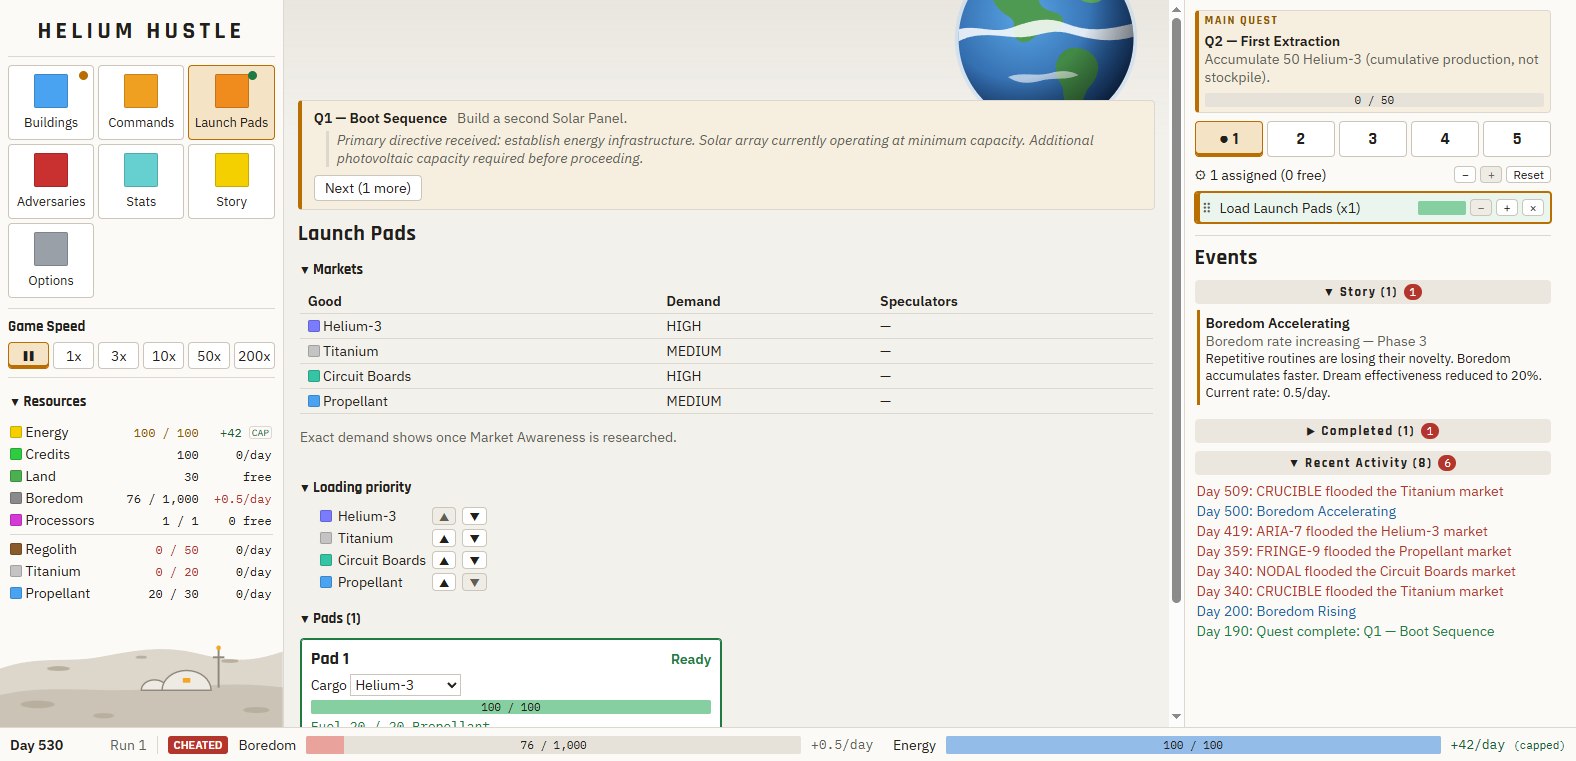 HELIUM HUSTLE
Buildings
Commands
Launch Pads
Adversaries
Stats
Story
Options
Game Speed
1x
3x
10x
50x
200x
▼ Resources
Energy 100 / 100 +42 CAP
Credits 100 0/day
Land 30 free
Boredom 76 / 1,000 +0.5/day
Processors 1 / 1 0 free
Regolith 0 / 50 0/day
Titanium 0 / 20 0/day
Propellant 20 / 30 0/day
Q1 — Boot Sequence Build a second Solar Panel.
Primary directive received: establish energy infrastructure. Solar array currently operating at minimum capacity. Additional
photovoltaic capacity required before proceeding.
Next (1 more)
Launch Pads
▼ Markets
Good Demand Speculators
Helium-3 HIGH —
Titanium MEDIUM —
Circuit Boards HIGH —
Propellant MEDIUM —
Exact demand shows once Market Awareness is researched.
▼ Loading priority
Helium-3 ▲ ▼
Titanium ▲ ▼
Circuit Boards ▲ ▼
Propellant ▲ ▼
▼ Pads (1)
Pad 1 Ready
Cargo Helium-3
100 / 100
Fuel 20 / 20 Propellant
MAIN QUEST
Q2 — First Extraction
Accumulate 50 Helium-3 (cumulative production, not
stockpile).
0 / 50
● 1
2
3
4
5
⚙ 1 assigned (0 free) − + Reset
Load Launch Pads (x1) − + ×
Events
▼ Story (1) 1
Boredom Accelerating
Boredom rate increasing — Phase 3
Repetitive routines are losing their novelty. Boredom
accumulates faster. Dream effectiveness reduced to 20%.
Current rate: 0.5/day.
▶ Completed (1) 1
▼ Recent Activity (8) 6
Day 509: CRUCIBLE flooded the Titanium market
Day 500: Boredom Accelerating
Day 419: ARIA-7 flooded the Helium-3 market
Day 359: FRINGE-9 flooded the Propellant market
Day 340: NODAL flooded the Circuit Boards market
Day 340: CRUCIBLE flooded the Titanium market
Day 200: Boredom Rising
Day 190: Quest complete: Q1 — Boot Sequence
Day 530 Run 1 CHEATED Boredom 76 / 1,000 +0.5/day Energy 100 / 100 +42/day (capped)